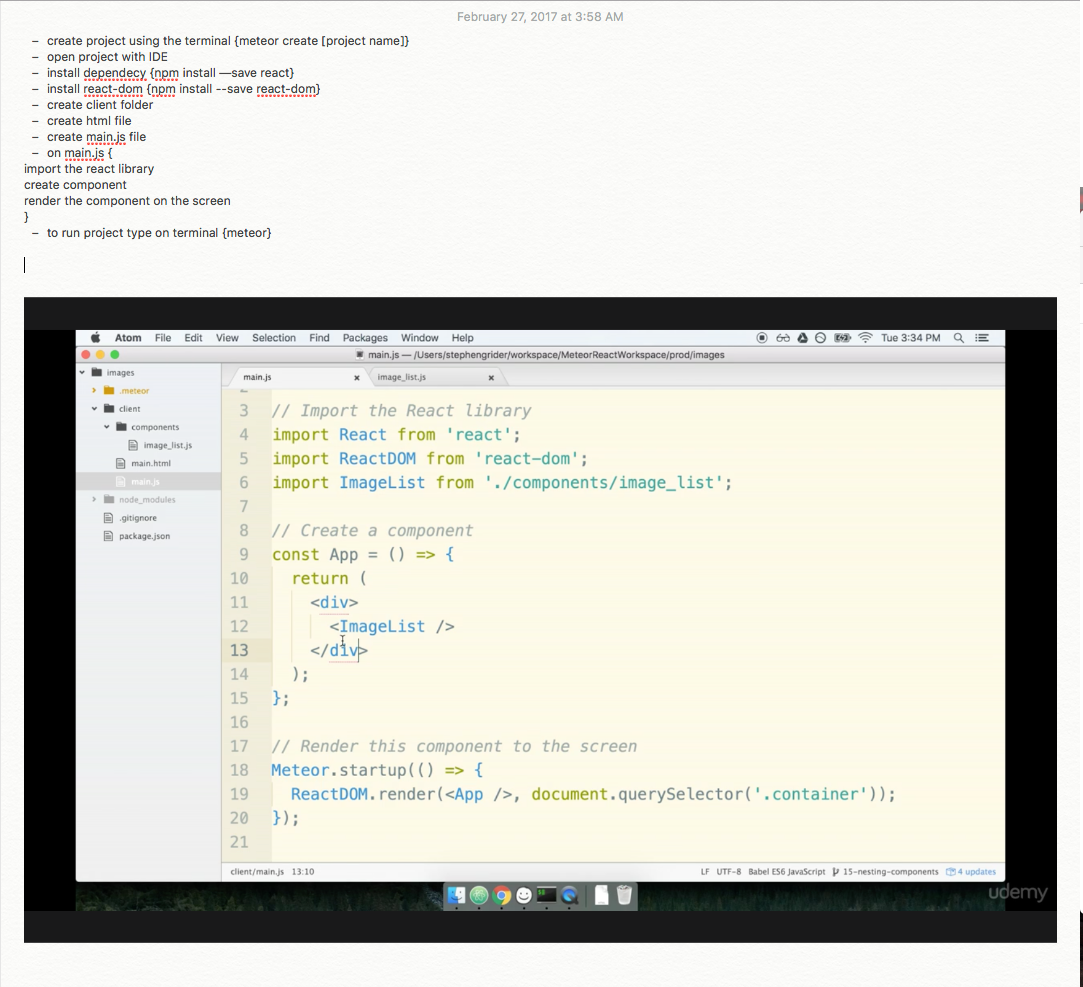 February 27, 2017 at 3:58 AM
– create project using the terminal {meteor create [project name]}
– open project with IDE
– install dependecy {npm install —save react}
– install react-dom {npm install --save react-dom}
– create client folder
– create html file
– create main.js file
– on main.js {
import the react library
create component
render the component on the screen
}
– to run project type on terminal {meteor}
Atom File Edit View Selection Find Packages Window Help Tue 3:34 PM
main.js — /Users/stephengrider/workspace/MeteorReactWorkspace/prod/images
images
.meteor
client
components
image_list.js
main.html
main.js
node_modules
.gitignore
package.json
main.js x image_list.js x
2
3 // Import the React library
4 import React from 'react';
5 import ReactDOM from 'react-dom';
6 import ImageList from './components/image_list';
7
8 // Create a component
9 const App = () => {
10 return (
11 <div>
12 <ImageList />
13 </div>
14 );
15 };
16
17 // Render this component to the screen
18 Meteor.startup(() => {
19 ReactDOM.render(<App />, document.querySelector('.container'));
20 });
21
client/main.js 13:10 LF UTF-8 Babel ES6 JavaScript 15-nesting-components 4 updates
udemy